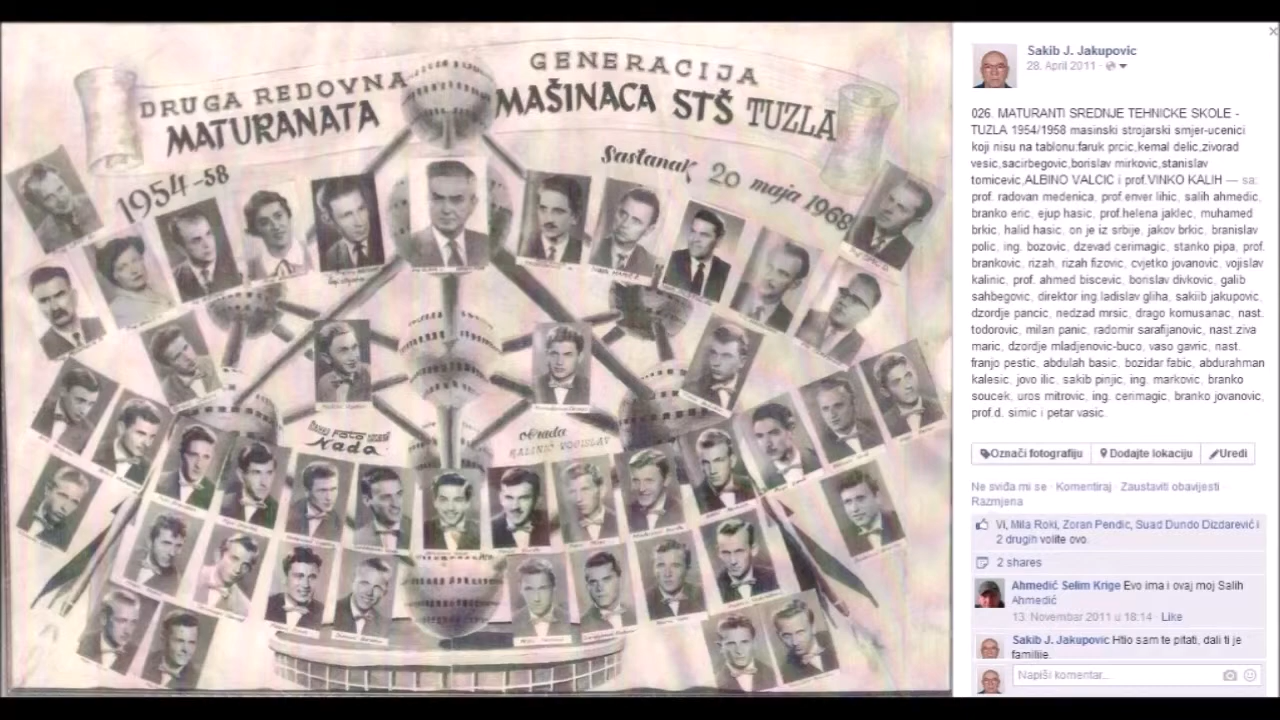 DRUGA REDOVNA
GENERACIJA
MATURANATA
MAŠINACA STŠ TUZLA
1954-58
Sastanak 20 maja 1968
Nada
obrada
KALINIĆ VOJISLAV
Sakib J. Jakupovic
28. April 2011
026. MATURANTI SREDNJE TEHNICKE SKOLE -
TUZLA 1954/1958 masinski strojarski smjer-ucenici
koji nisu na tablonu:faruk prcic,kemal delic,zivorad
vesic,sacirbegovic,borislav mirkovic,stanislav
tomicevic,ALBINO VALCIC i prof.VINKO KALIH — sa:
prof. radovan medenica, prof enver lihic, salih ahmedic,
branko eric, ejup hasic, prof.helena jaklec, muhamed
brkic, halid hasic. on je iz srbije, jakov brkic, branislav
polic, ing. bozovic, dzevad cerimagic, stanko pipa, prof.
brankovic, rizah, rizah fizovic, cvjetko jovanovic, vojislav
kalinic, prof. ahmed biscevic, borislav divkovic, galib
sahbegovic, direktor ing.ladislav gliha, sakiib jakupovic,
dzordje pancic, nedzad mrsic, drago komusanac, nast.
todorovic, milan panic, radomir sarafijanovic, nast.ziva
maric, dzordje mladjenovic-buco, vaso gavric, nast.
franjo pestic, abdulah basic, bozidar fabic, abdurahman
kalesic, jovo ilic, sakib pinjic, ing. markovic, branko
soucek, uros mitrovic, ing. cerimagic, branko jovanovic,
prof.d. simic i petar vasic.
Označi fotografiju
Dodajte lokaciju
Uredi
Ne sviđa mi se · Komentiraj · Zaustaviti obavijesti
Razmjena
Vi, Mila Roki, Zoran Pendic, Suad Dundo Dizdarević i
2 drugih volite ovo.
2 shares
Ahmedić Selim Krige Evo ima i ovaj moj Salih
Ahmedić
13. Novembar 2011 u 18:14 · Like
Sakib J. Jakupovic Htio sam te pitati, dali ti je
familije.
Napiši komentar...